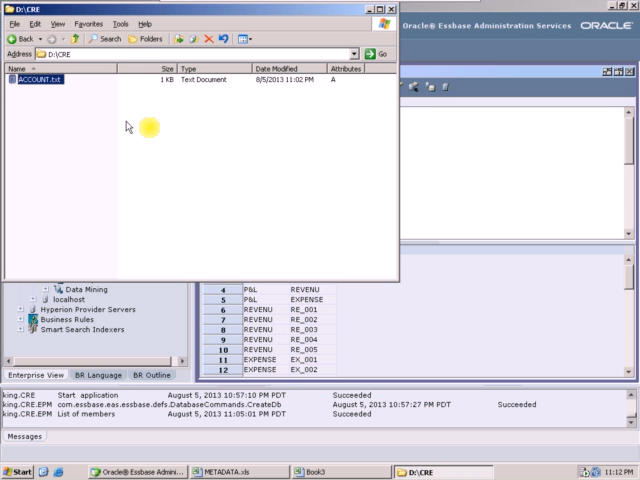 D:\CRE
File Edit View Favorites Tools Help
Back Search Folders
Address D:\CRE Go
Name Size Type Date Modified Attributes
ACCOUNT.txt 1 KB Text Document 8/5/2013 11:02 PM A
Oracle® Essbase Administration Services ORACLE
Data Mining
localhost
Hyperion Provider Servers
Business Rules
Smart Search Indexers
Enterprise View BR Language BR Outline
4 P&L REVENU
5 P&L EXPENSE
6 REVENU RE_001
7 REVENU RE_002
8 REVENU RE_003
9 REVENU RE_004
10 REVENU RE_005
11 EXPENSE EX_001
12 EXPENSE EX_002
king.CRE Start application August 5, 2013 10:57:10 PM PDT Succeeded
king.CRE.EPM com.essbase.eas.essbase.defs.DatabaseCommands.CreateDb August 5, 2013 10:57:27 PM PDT Succeeded
king.CRE.EPM List of members August 5, 2013 11:05:01 PM PDT Succeeded
Messages
Start Oracle® Essbase Admini... METADATA.xls Book3 D:\CRE 11:12 PM